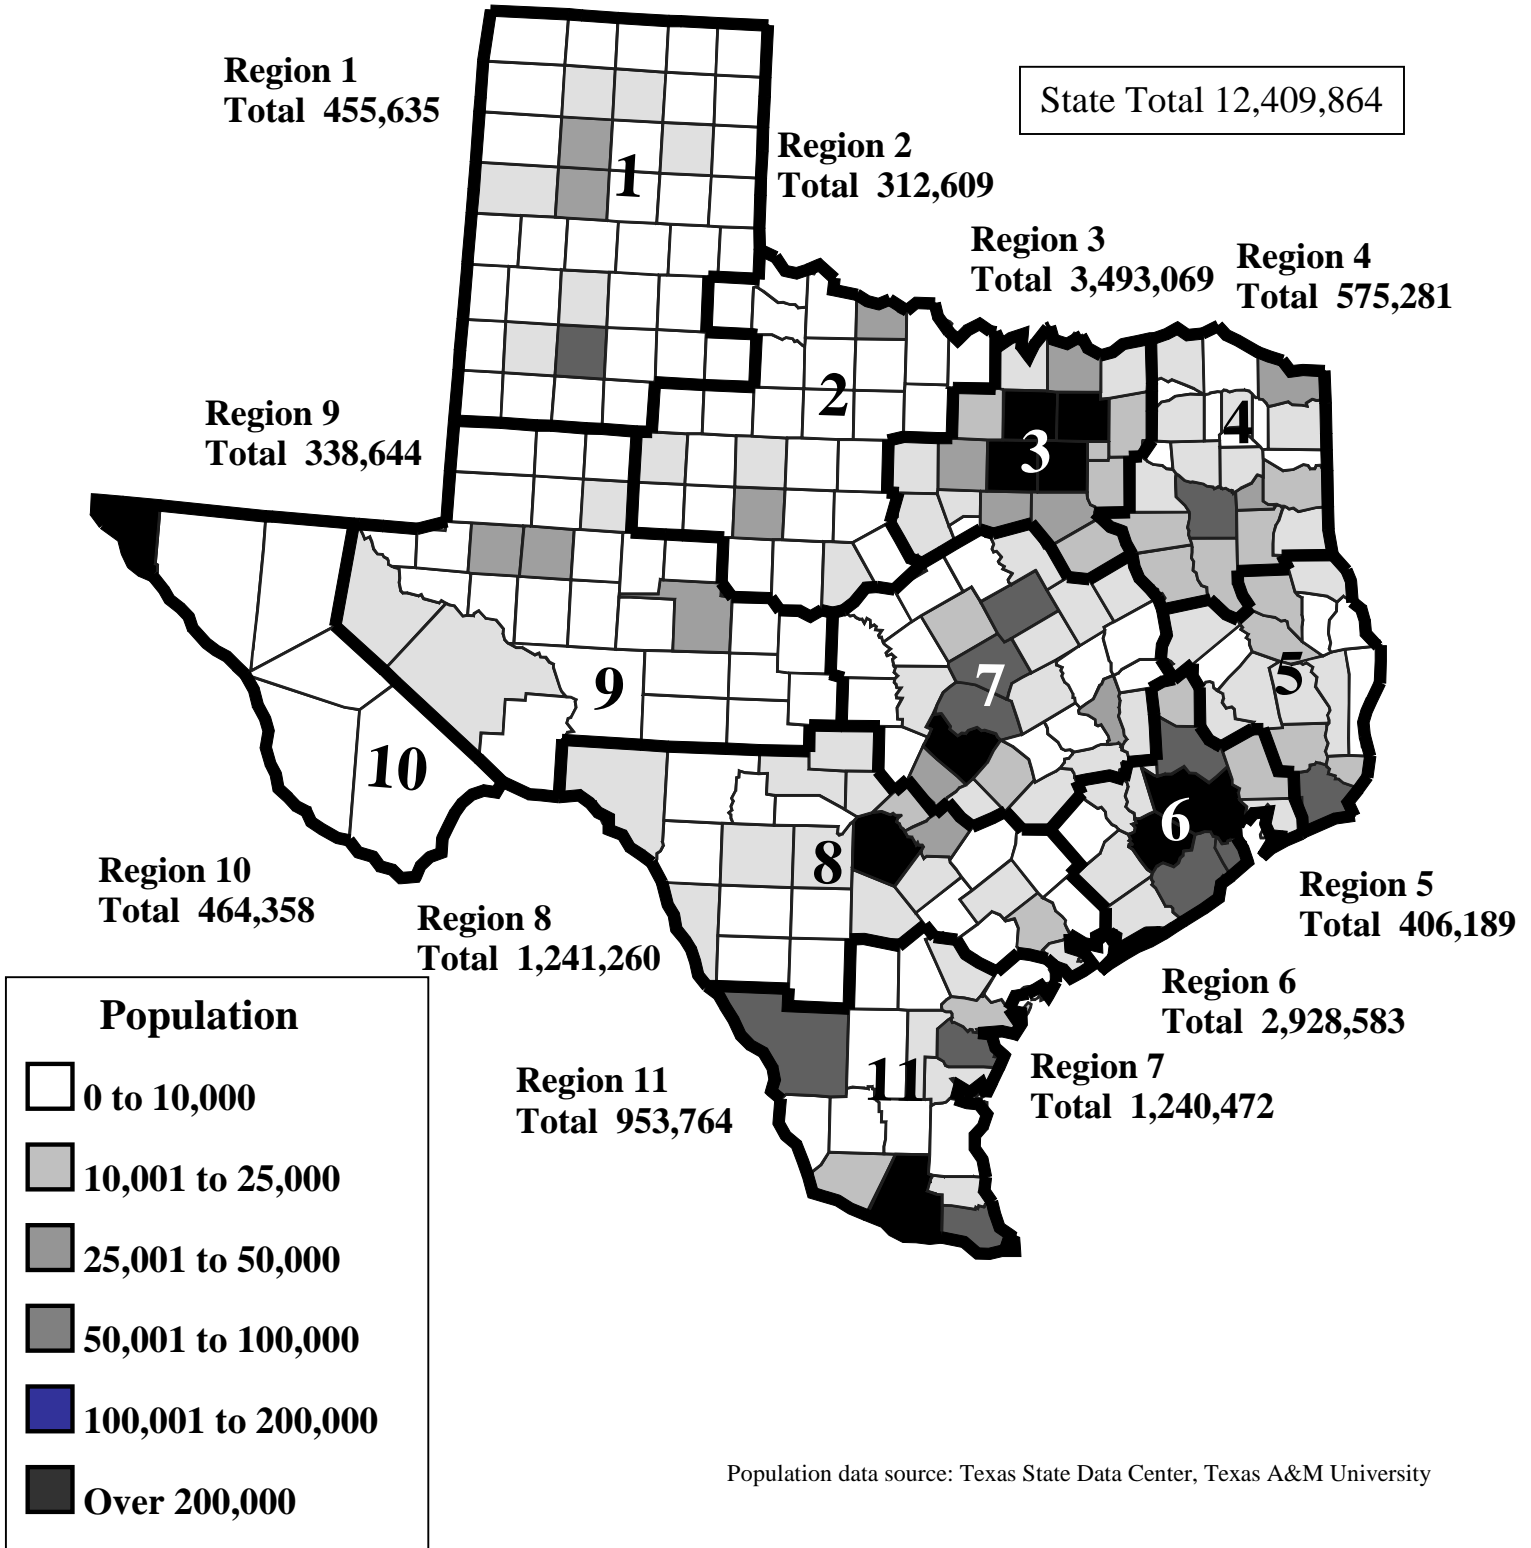 Region 1
Total 455,635
State Total 12,409,864
Region 2
Total 312,609
Region 3
Total 3,493,069
Region 4
Total 575,281
Region 9
Total 338,644
1
2
3
4
5
6
7
8
9
10
11
Region 10
Total 464,358
Region 8
Total 1,241,260
Region 5
Total 406,189
Region 6
Total 2,928,583
Region 7
Total 1,240,472
Region 11
Total 953,764
Population
0 to 10,000
10,001 to 25,000
25,001 to 50,000
50,001 to 100,000
100,001 to 200,000
Over 200,000
Population data source: Texas State Data Center, Texas A&M University